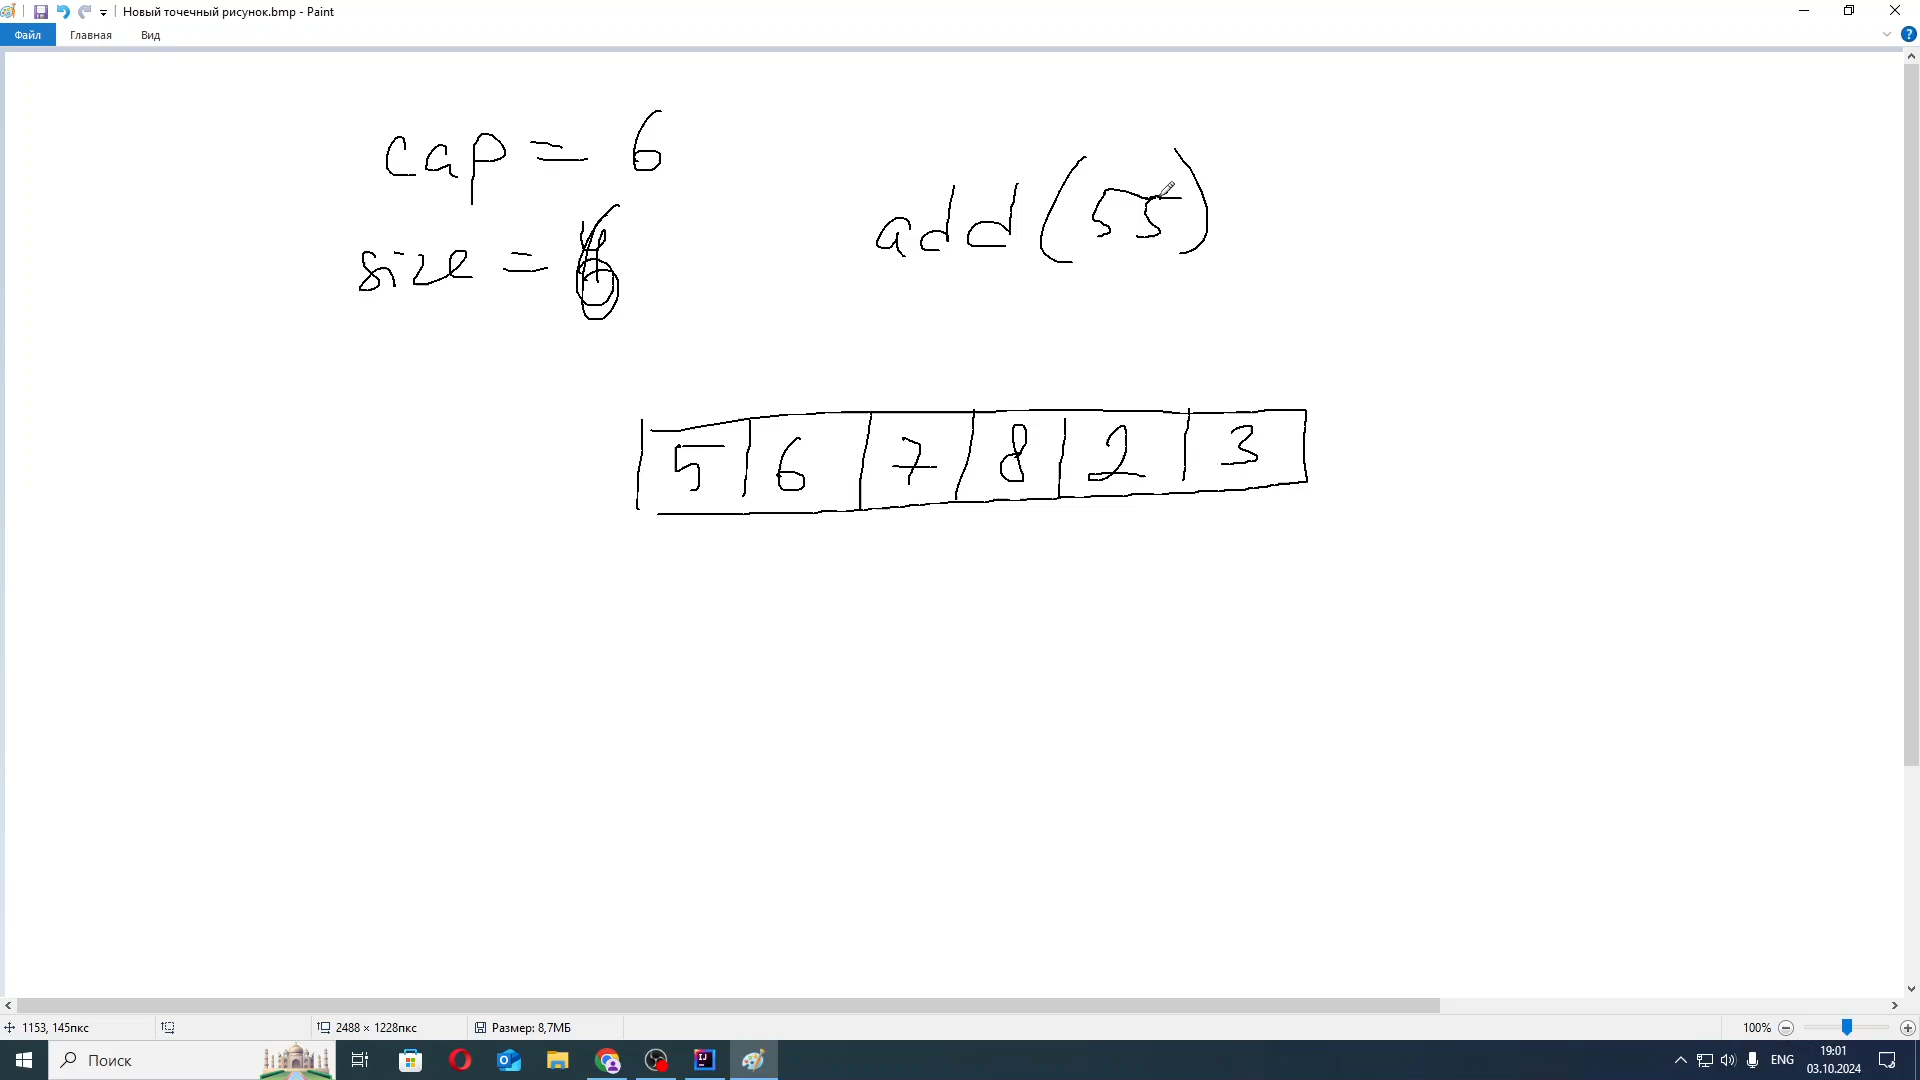 Новый точечный рисунок.bmp - Paint
Файл Главная Вид
cap = 6
size = 6
add(55)
5 6 7 8 2 3
1153, 145пкс 2488 × 1228пкс Размер: 8,7МБ 100%
Поиск ENG 19:01
03.10.2024